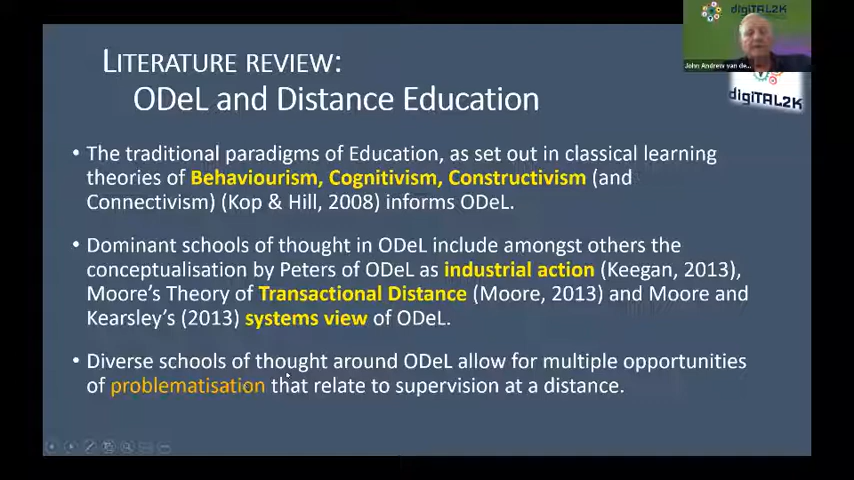 digiTAL2K
John Andrew van de...
digiTAL2K
LITERATURE REVIEW:
ODeL and Distance Education
• The traditional paradigms of Education, as set out in classical learning
theories of Behaviourism, Cognitivism, Constructivism (and
Connectivism) (Kop & Hill, 2008) informs ODeL.
• Dominant schools of thought in ODeL include amongst others the
conceptualisation by Peters of ODeL as industrial action (Keegan, 2013),
Moore's Theory of Transactional Distance (Moore, 2013) and Moore and
Kearsley's (2013) systems view of ODeL.
• Diverse schools of thought around ODeL allow for multiple opportunities
of problematisation that relate to supervision at a distance.